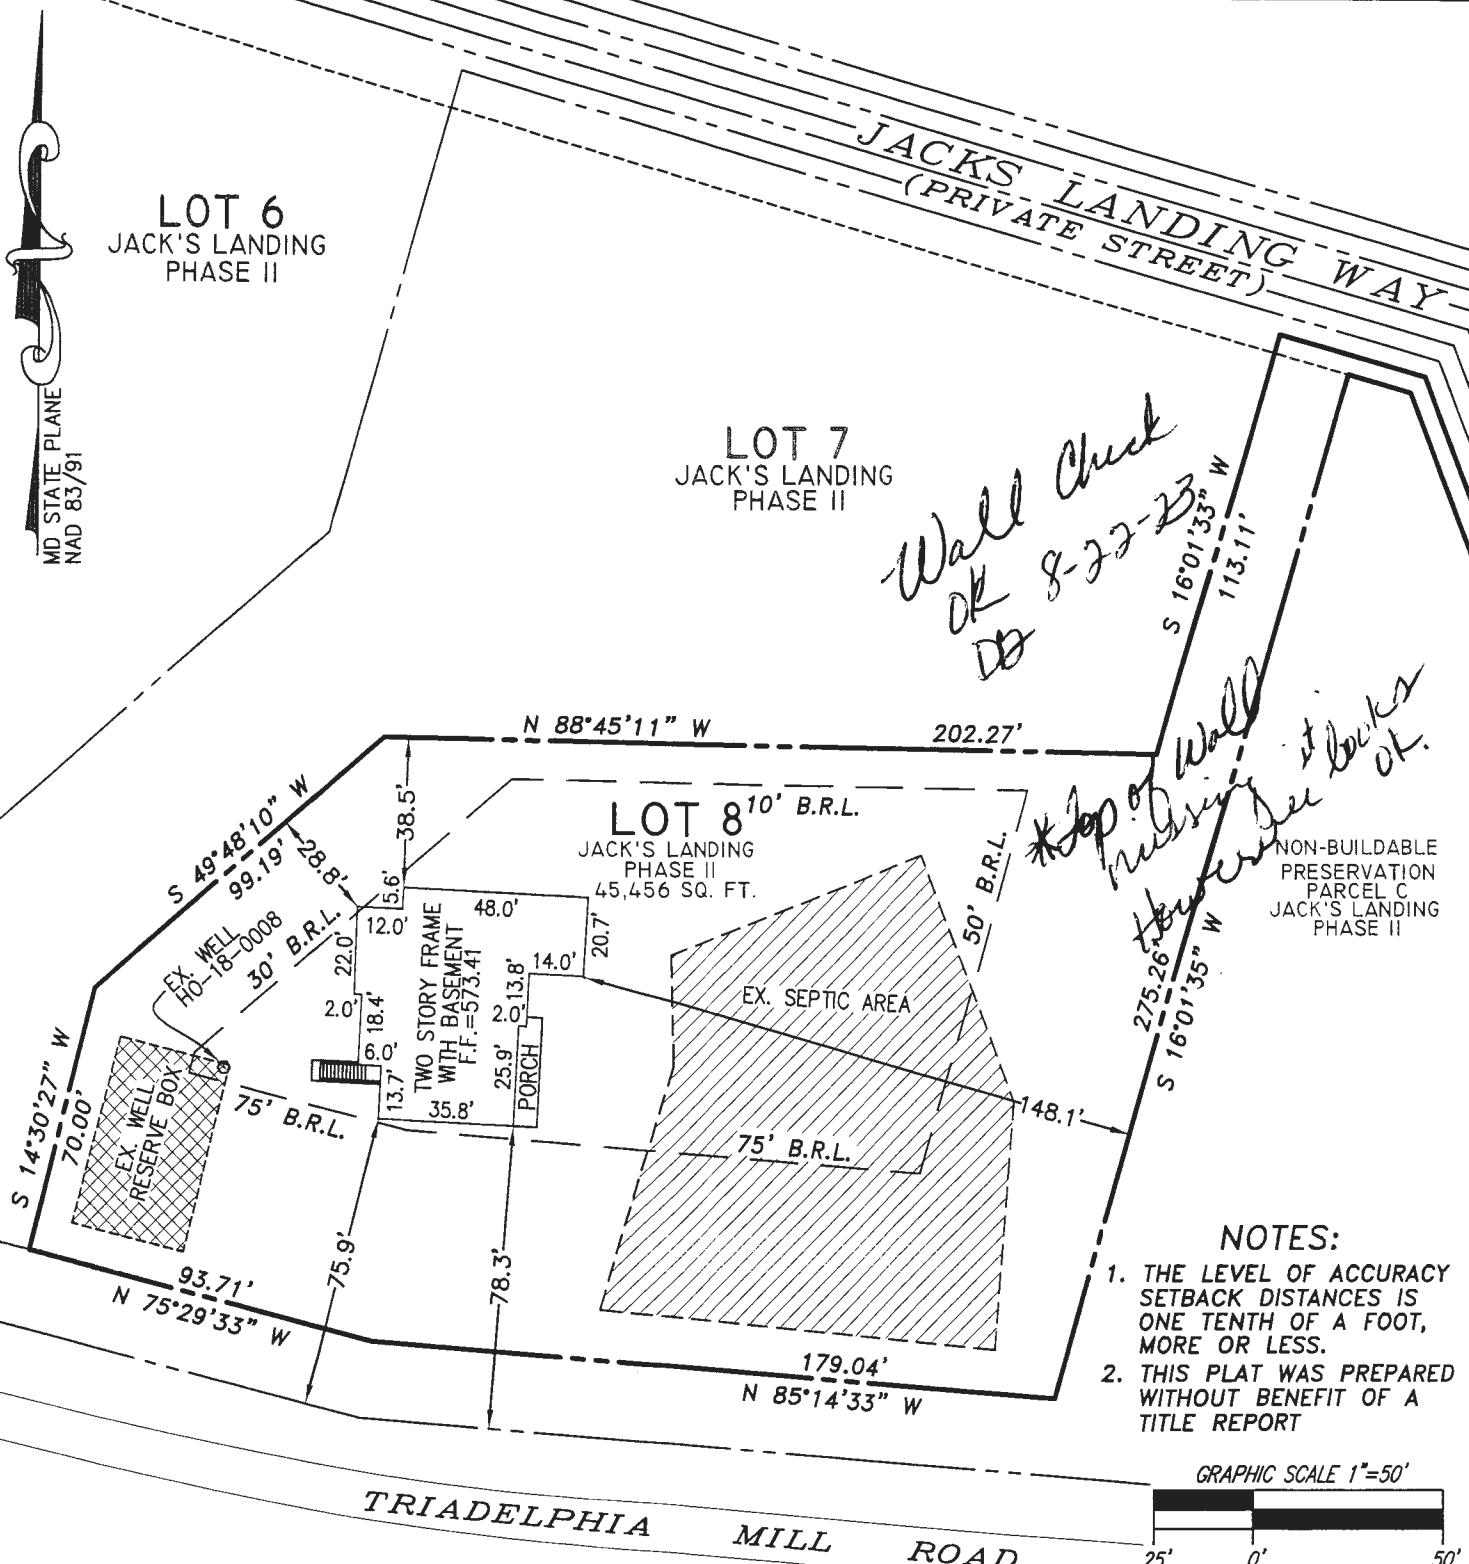 JACKS LANDING WAY
(PRIVATE STREET)
LOT 6
JACK'S LANDING
PHASE II
MD STATE PLANE
NAD 83/91
LOT 7
JACK'S LANDING
PHASE II
Wall Check
OK 8-22-23
S 16°01'33" W
113.11'
N 88°45'11" W
202.27'
*top of Wall
missing
However it looks
OK.
S 49°48'10" W
99.19'
28.8'
38.5'
LOT 8
JACK'S LANDING
PHASE II
45,456 SQ. FT.
10' B.R.L.
50' B.R.L.
NON-BUILDABLE
PRESERVATION
PARCEL C
JACK'S LANDING
PHASE II
EX. WELL
HO-18-0008
30' B.R.L.
5.6'
12.0'
48.0'
20.7'
22.0'
14.0'
13.8'
2.0'
18.4'
2.0'
6.0'
13.7'
25.9'
35.8'
TWO STORY FRAME
WITH BASEMENT
F.F.=573.41
PORCH
EX. SEPTIC AREA
275.26'
S 16°01'35" W
148.1'
S 14°30'27" W
70.00'
EX. WELL
RESERVE BOX
75' B.R.L.
75' B.R.L.
75.9'
78.3'
93.71'
N 75°29'33" W
179.04'
N 85°14'33" W
NOTES:
1. THE LEVEL OF ACCURACY
SETBACK DISTANCES IS
ONE TENTH OF A FOOT,
MORE OR LESS.
2. THIS PLAT WAS PREPARED
WITHOUT BENEFIT OF A
TITLE REPORT
GRAPHIC SCALE 1"=50'
25' 0' 50'
TRIADELPHIA MILL ROAD